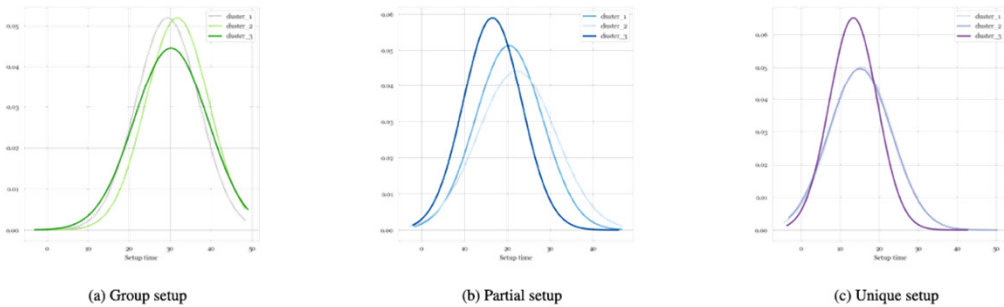 0.05
0.04
0.03
0.02
0.01
0.00
0
10
20
30
40
50
Setup time
cluster_1
cluster_2
cluster_3
(a) Group setup
0.06
0.05
0.04
0.03
0.02
0.01
0.00
0
10
20
30
40
Setup time
cluster_1
cluster_2
cluster_3
(b) Partial setup
0.06
0.05
0.04
0.03
0.02
0.01
0.00
0
10
20
30
40
50
Setup time
cluster_1
cluster_2
cluster_3
(c) Unique setup